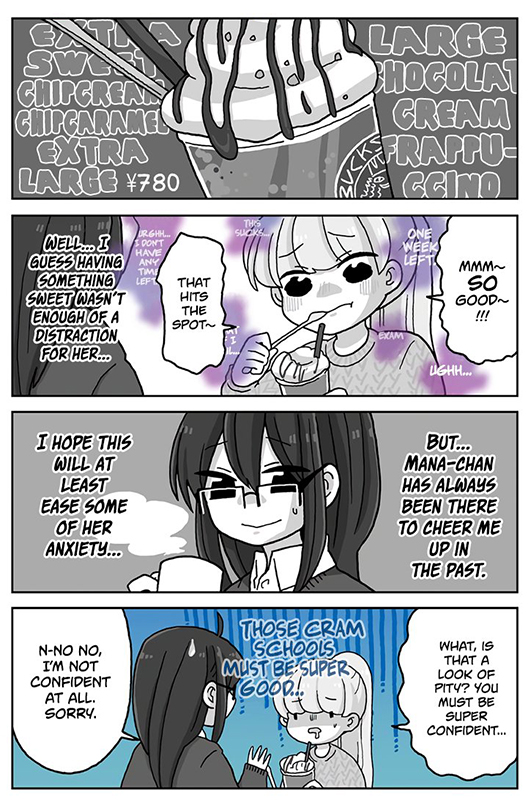 LARGE
CHOCOLAT
CREAM
FRAPPU-
CCINO
EXTRA
SWEET
CHIPCREAM
CHIPCARAMEL
EXTRA
LARGE ¥780
MMM~
SO
GOOD~
!!!
ONE
WEEK
LEFT
THIS
SUCKS...
EXAM
UGHH...
THAT
HITS
THE
SPOT~
URGHH...
I DON'T
HAVE
ANY
TIME
LEFT
WELL... I
GUESS HAVING
SOMETHING
SWEET WASN'T
ENOUGH OF A
DISTRACTION
FOR HER...
BUT...
MANA-CHAN
HAS ALWAYS
BEEN THERE
TO CHEER ME
UP IN
THE PAST.
I HOPE THIS
WILL AT
LEAST
EASE SOME
OF HER
ANXIETY...
WHAT, IS
THAT A
LOOK OF
PITY? YOU
MUST BE
SUPER
CONFIDENT...
THOSE CRAM
SCHOOLS
MUST BE SUPER
GOOD...
N-NO NO,
I'M NOT
CONFIDENT
AT ALL.
SORRY.